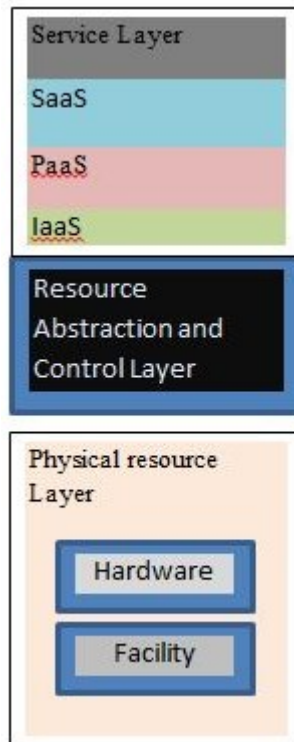 Service Layer
SaaS
PaaS
IaaS
Resource
Abstraction and
Control Layer
Physical resource
Layer
Hardware
Facility